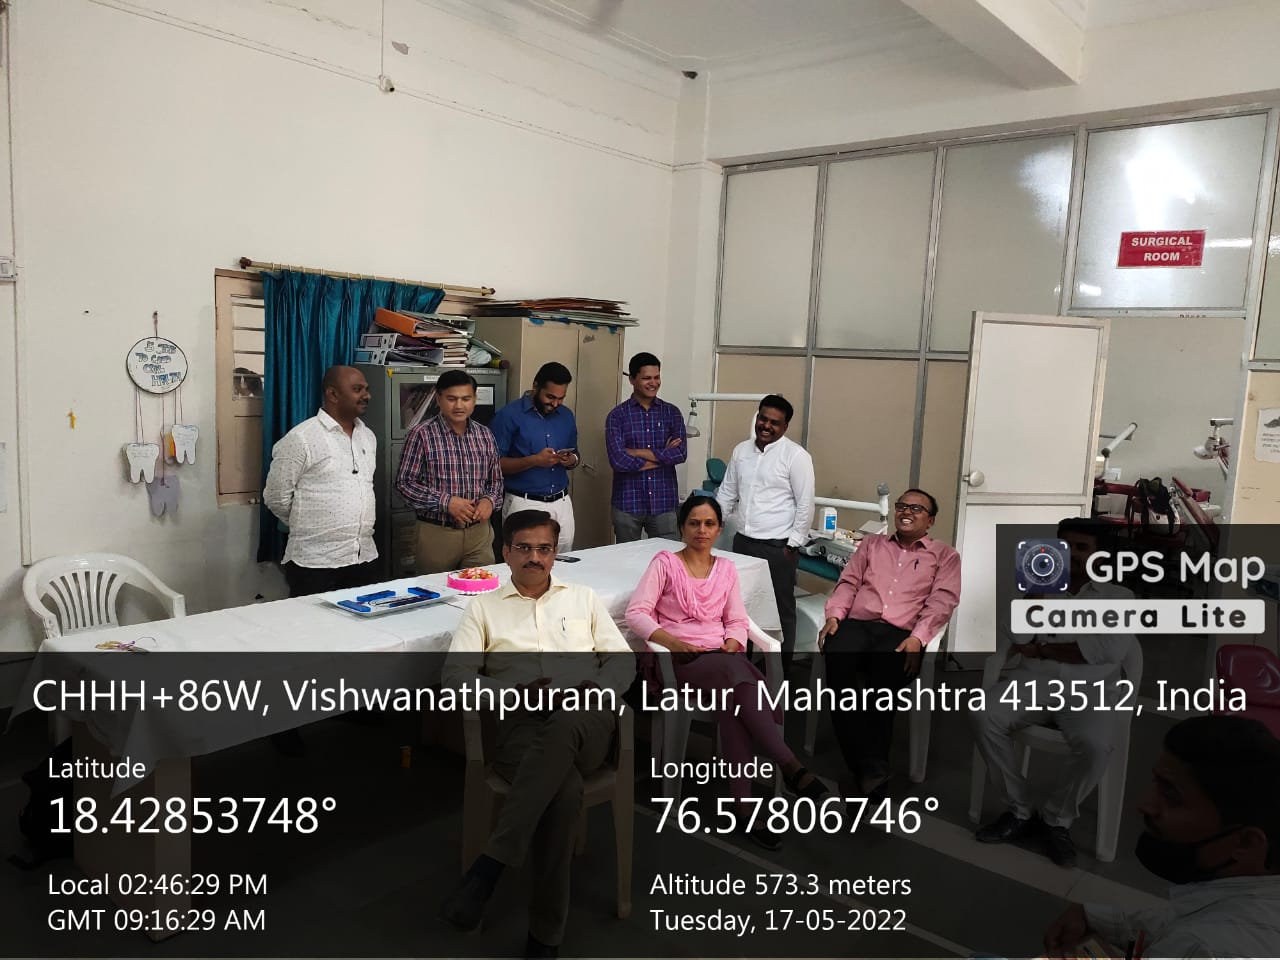 SURGICAL
ROOM
GPS Map
Camera Lite
CHHH+86W, Vishwanathpuram, Latur, Maharashtra 413512, India
Latitude
18.42853748°
Longitude
76.57806746°
Local 02:46:29 PM
GMT 09:16:29 AM
Altitude 573.3 meters
Tuesday, 17-05-2022